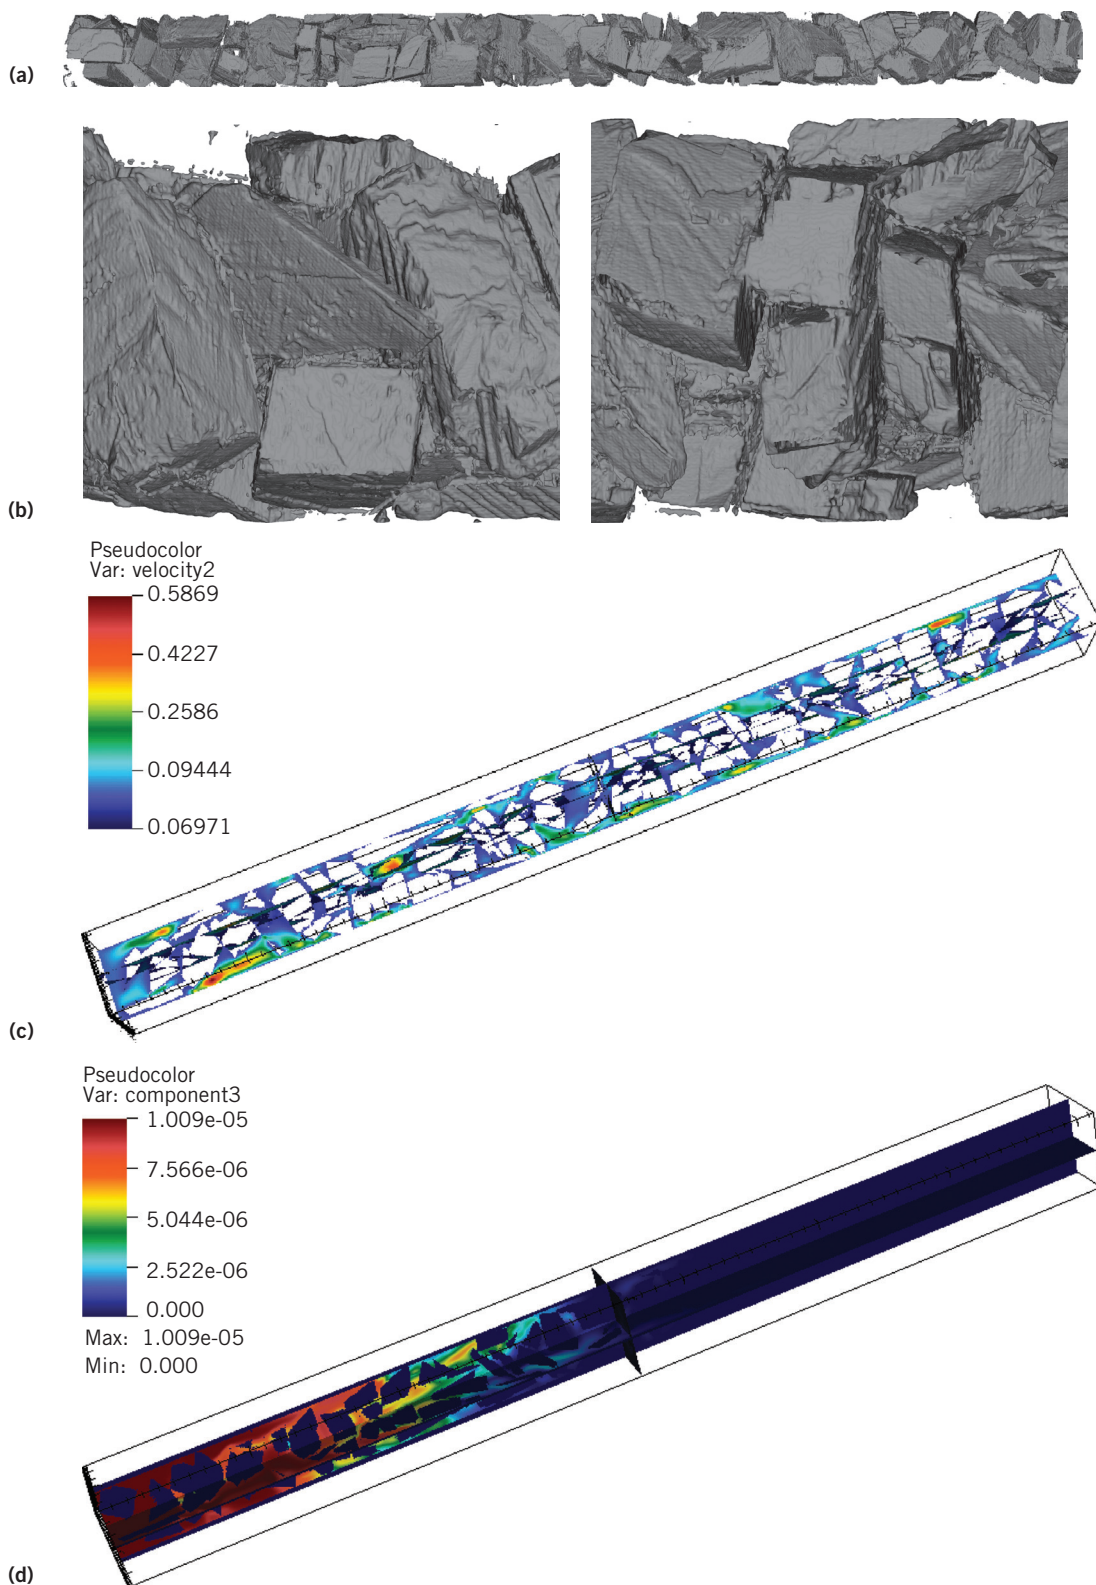 (a)
(b)
Pseudocolor
Var: velocity2
0.5869
0.4227
0.2586
0.09444
0.06971
(c)
Pseudocolor
Var: component3
1.009e-05
7.566e-06
5.044e-06
2.522e-06
0.000
Max: 1.009e-05
Min: 0.000
(d)